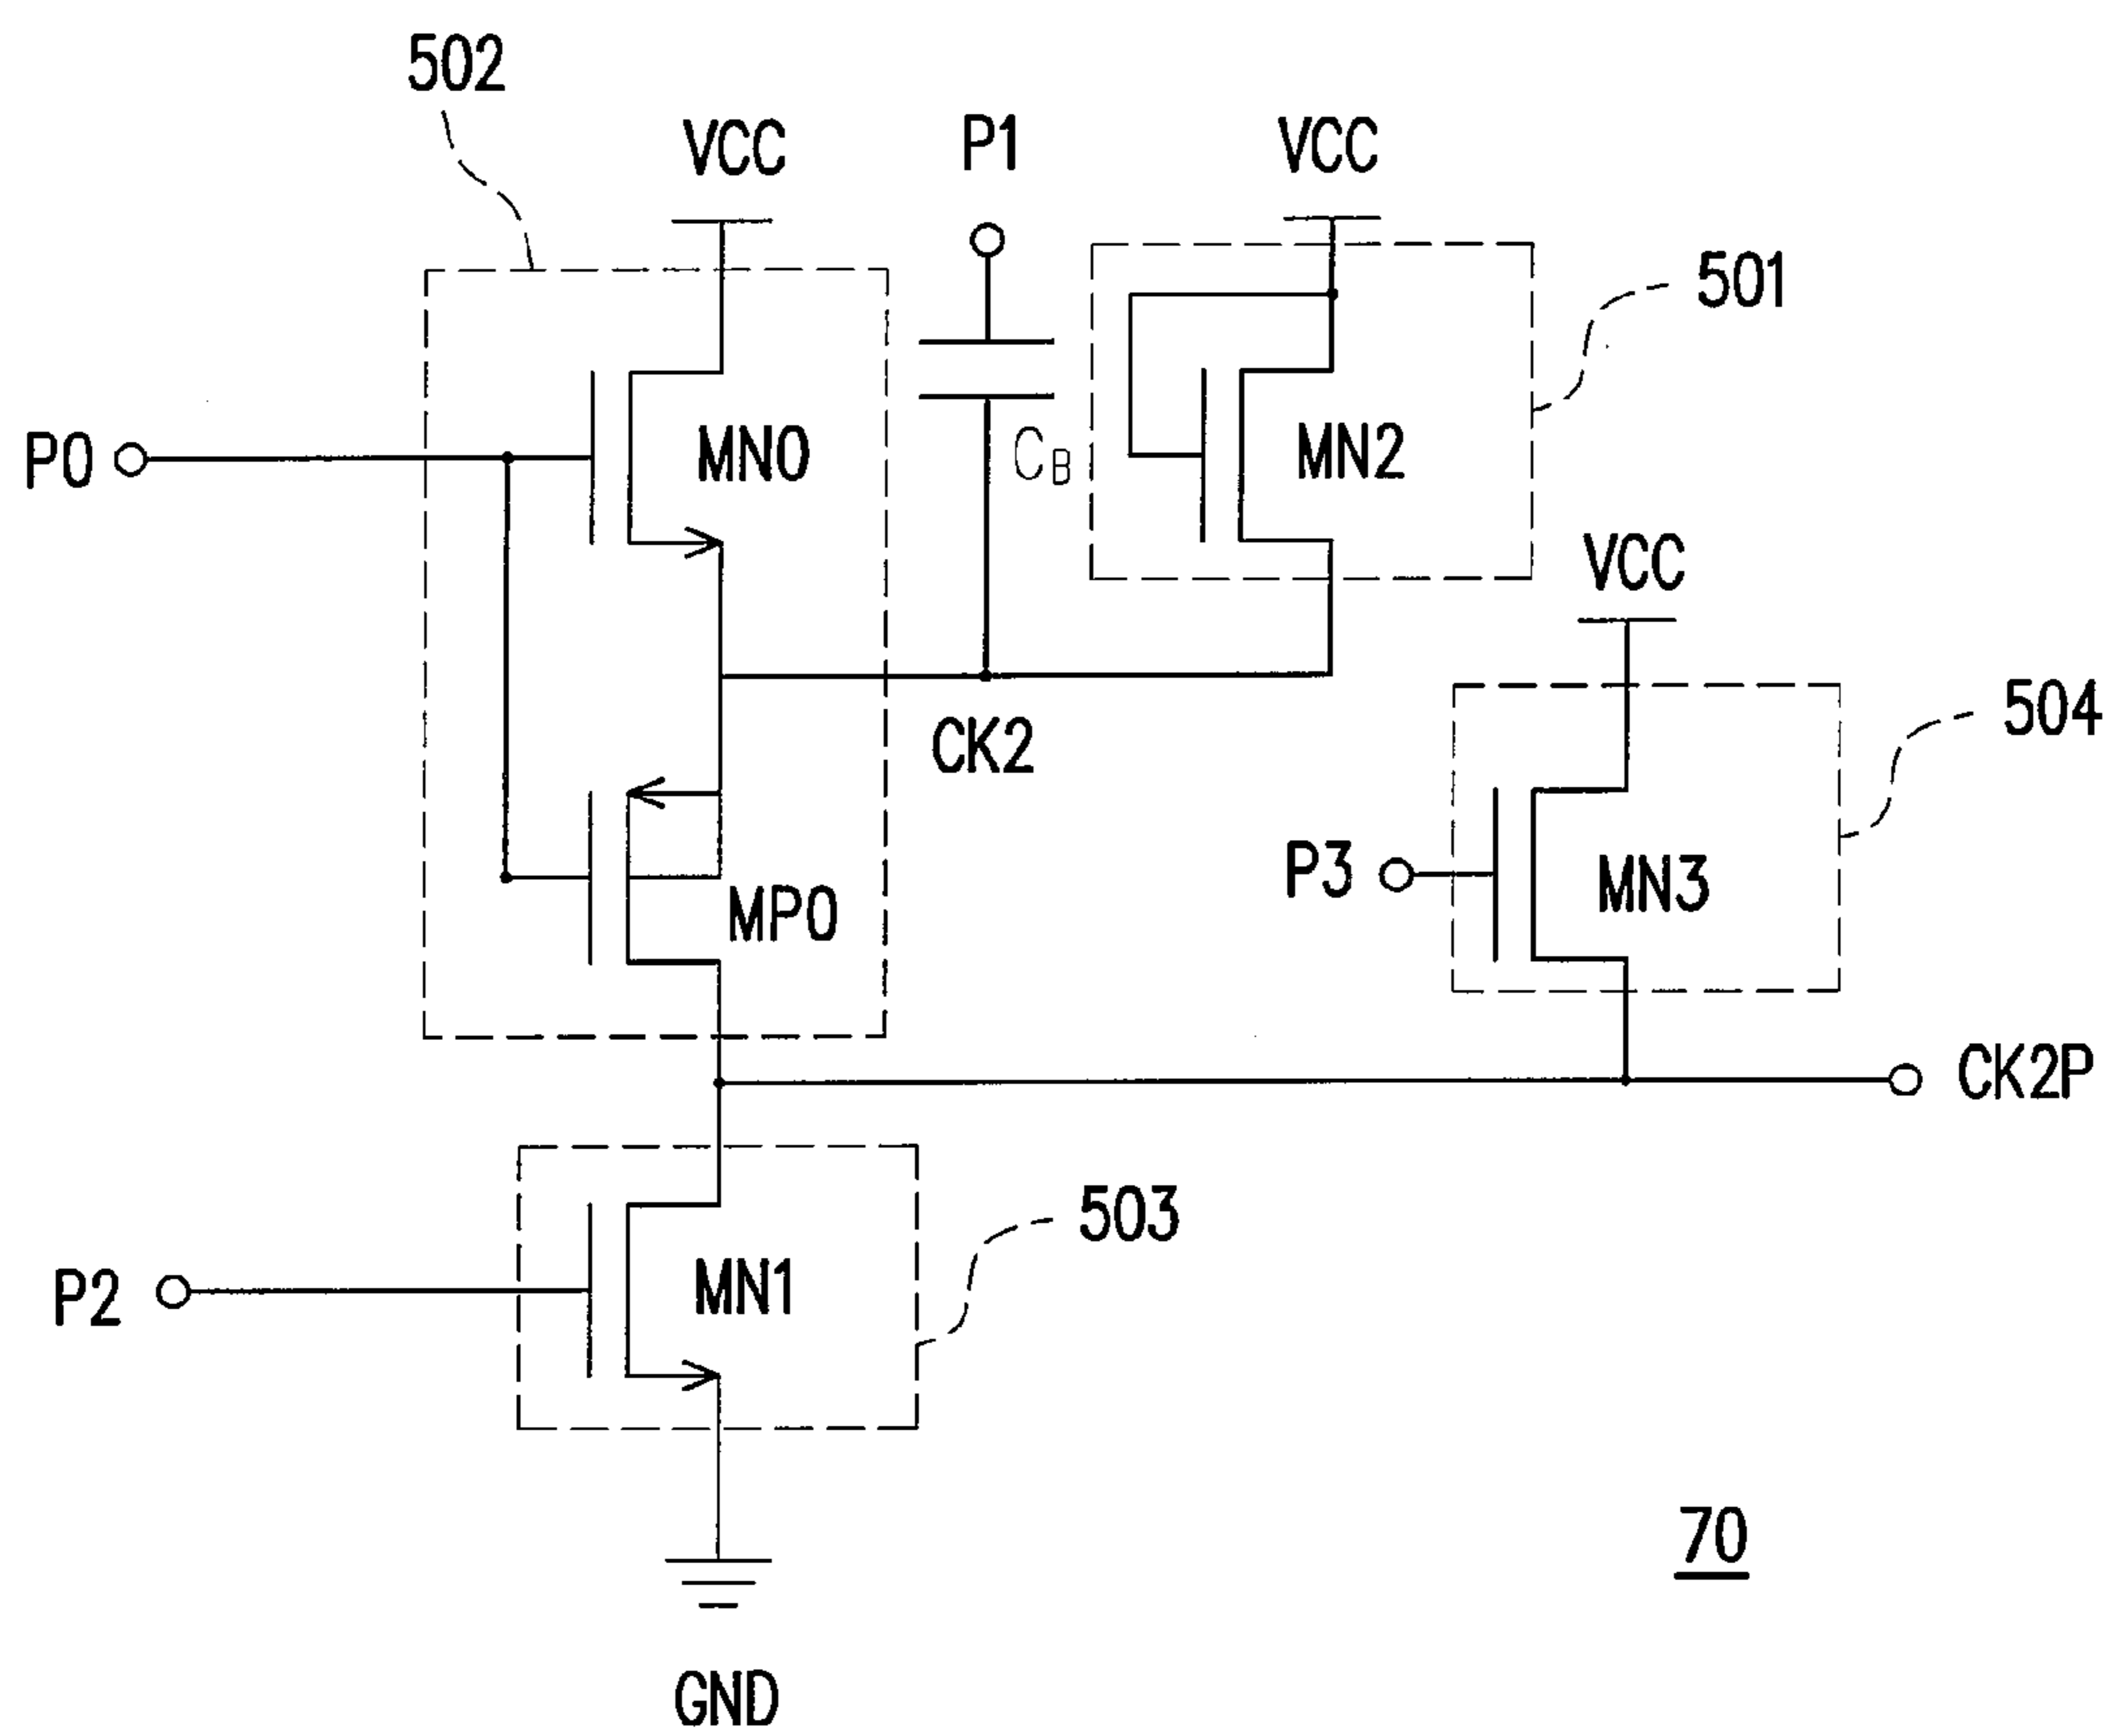 502
VCC
P1
VCC
501
P0
MN0
CB
MN2
VCC
504
CK2
P3
MN3
MP0
CK2P
503
P2
MN1
70
GND